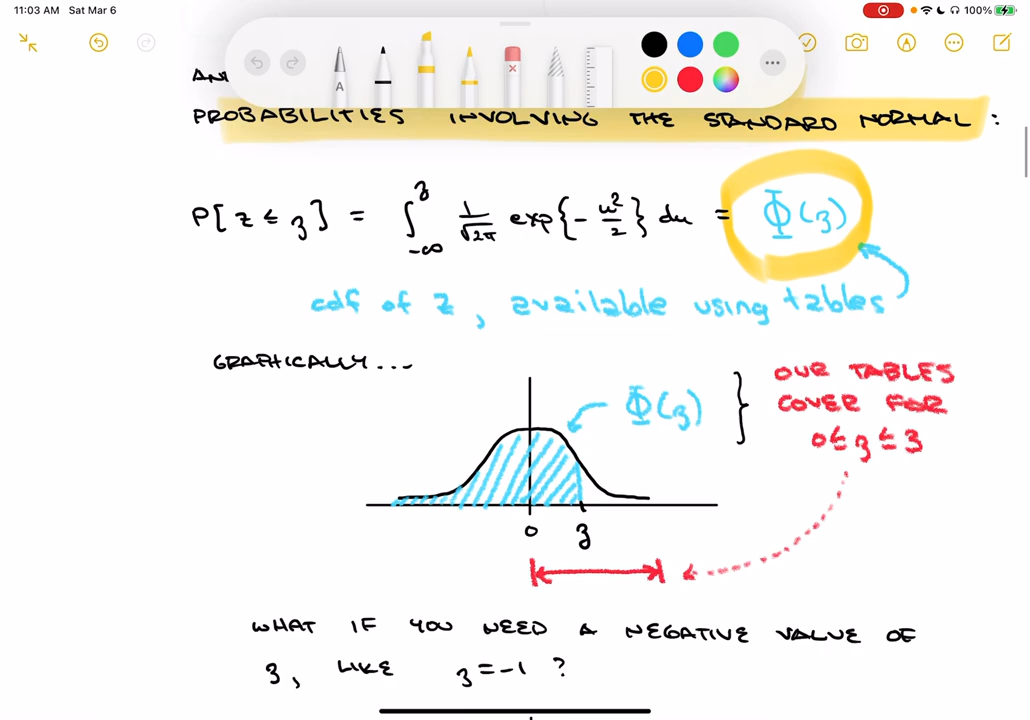 11:03 AM Sat Mar 6
100%
A
AN
PROBABILITIES INVOLVING THE STANDARD NORMAL :
P[Z ≤ z] = ∫_{-∞}^{z} 1/√2π exp{- u²/2} du = Φ(z)
cdf of Z, available using tables
GRAPHICALLY...
Φ(z)
OUR TABLES
COVER FOR
0 ≤ z ≤ 3
0
z
WHAT IF YOU NEED A NEGATIVE VALUE OF
z, LIKE z = -1 ?